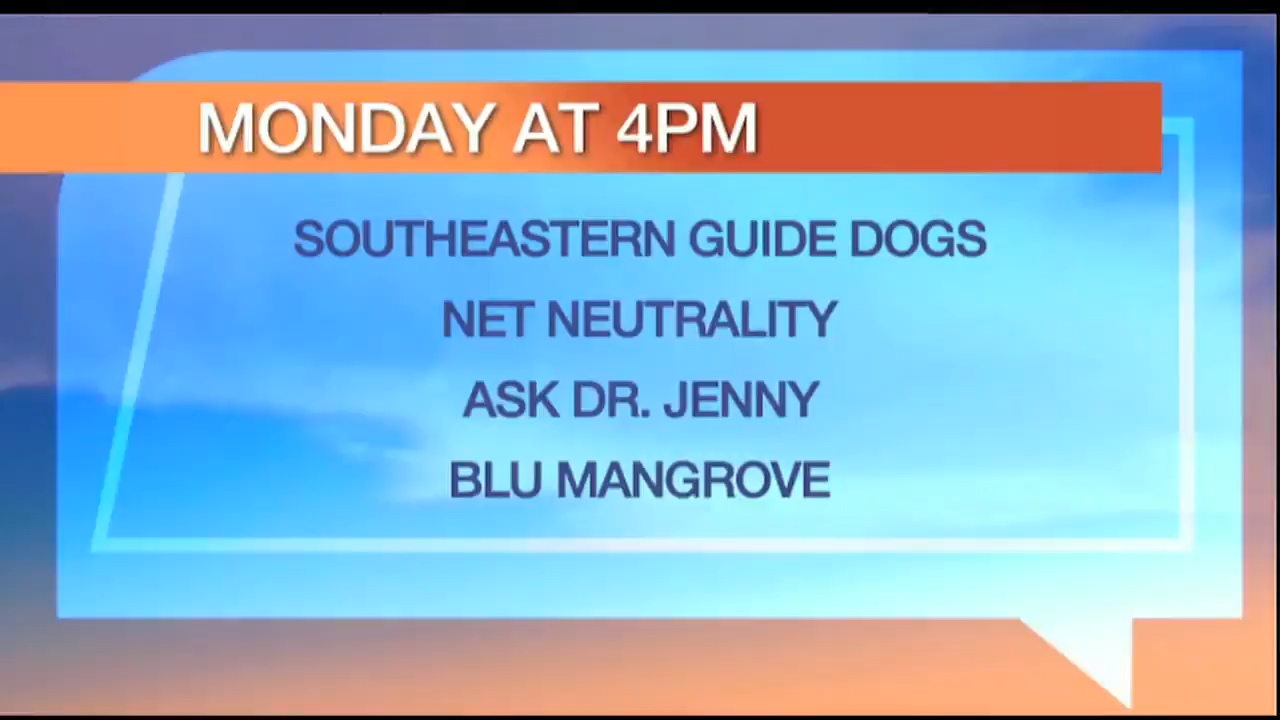 MONDAY AT 4PM
SOUTHEASTERN GUIDE DOGS
NET NEUTRALITY
ASK DR. JENNY
BLU MANGROVE